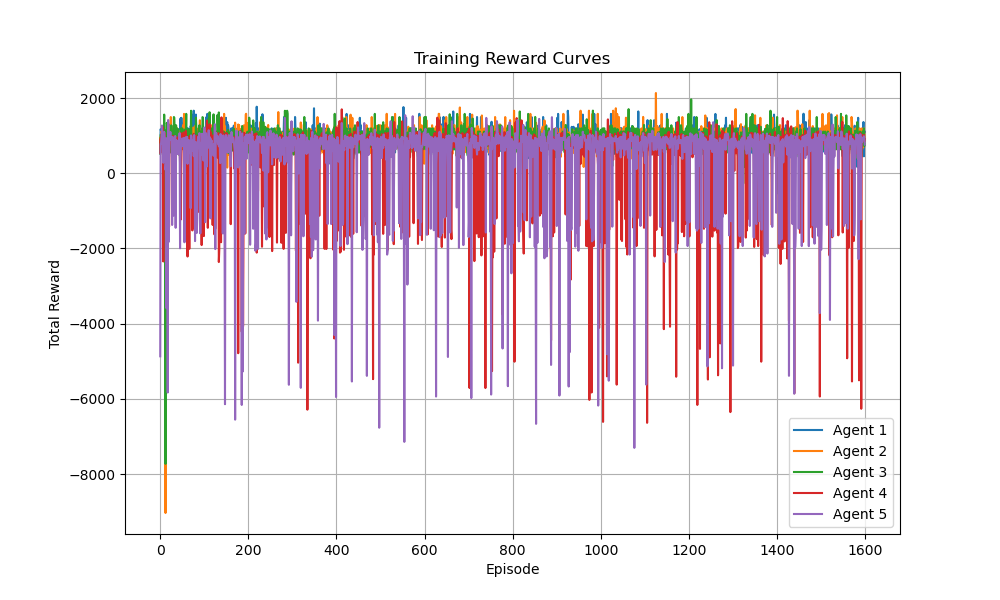 Training Reward Curves
Total Reward
2000
0
−2000
−4000
−6000
−8000
0 200 400 600 800 1000 1200 1400 1600
Episode
Agent 1
Agent 2
Agent 3
Agent 4
Agent 5